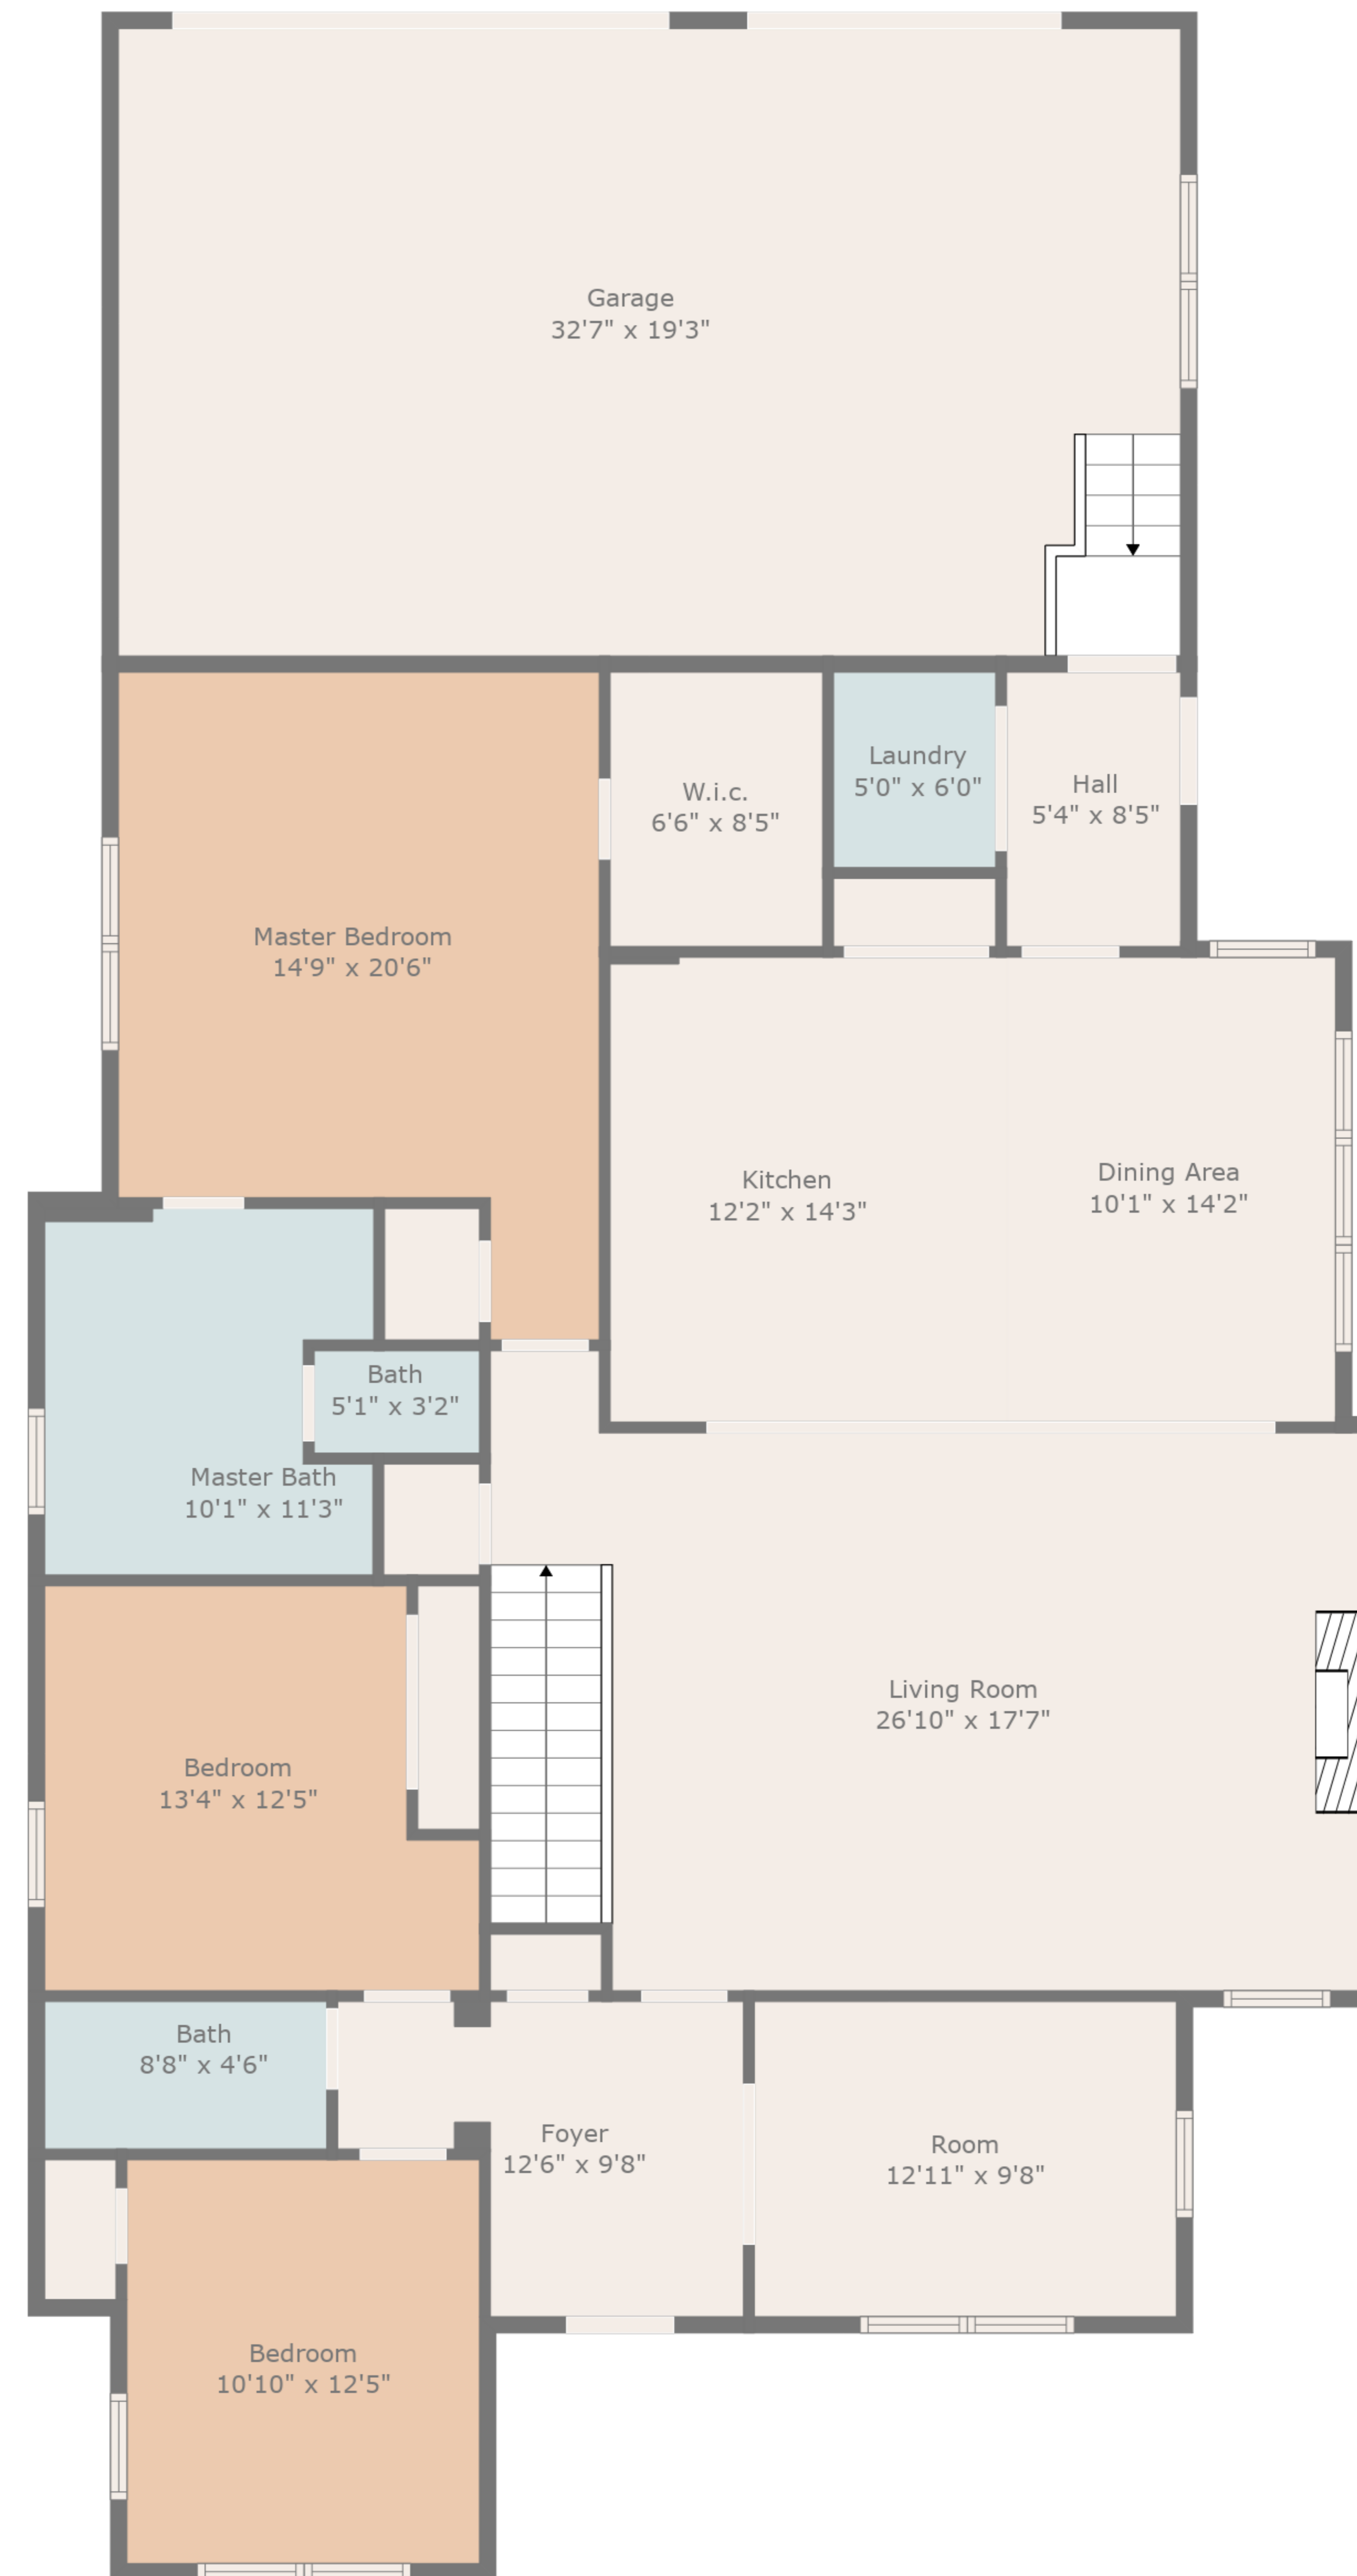 Garage
32'7" x 19'3"
Laundry
5'0" x 6'0"
Hall
5'4" x 8'5"
W.i.c.
6'6" x 8'5"
Master Bedroom
14'9" x 20'6"
Kitchen
12'2" x 14'3"
Dining Area
10'1" x 14'2"
Bath
5'1" x 3'2"
Master Bath
10'1" x 11'3"
Living Room
26'10" x 17'7"
Bedroom
13'4" x 12'5"
Bath
8'8" x 4'6"
Foyer
12'6" x 9'8"
Room
12'11" x 9'8"
Bedroom
10'10" x 12'5"